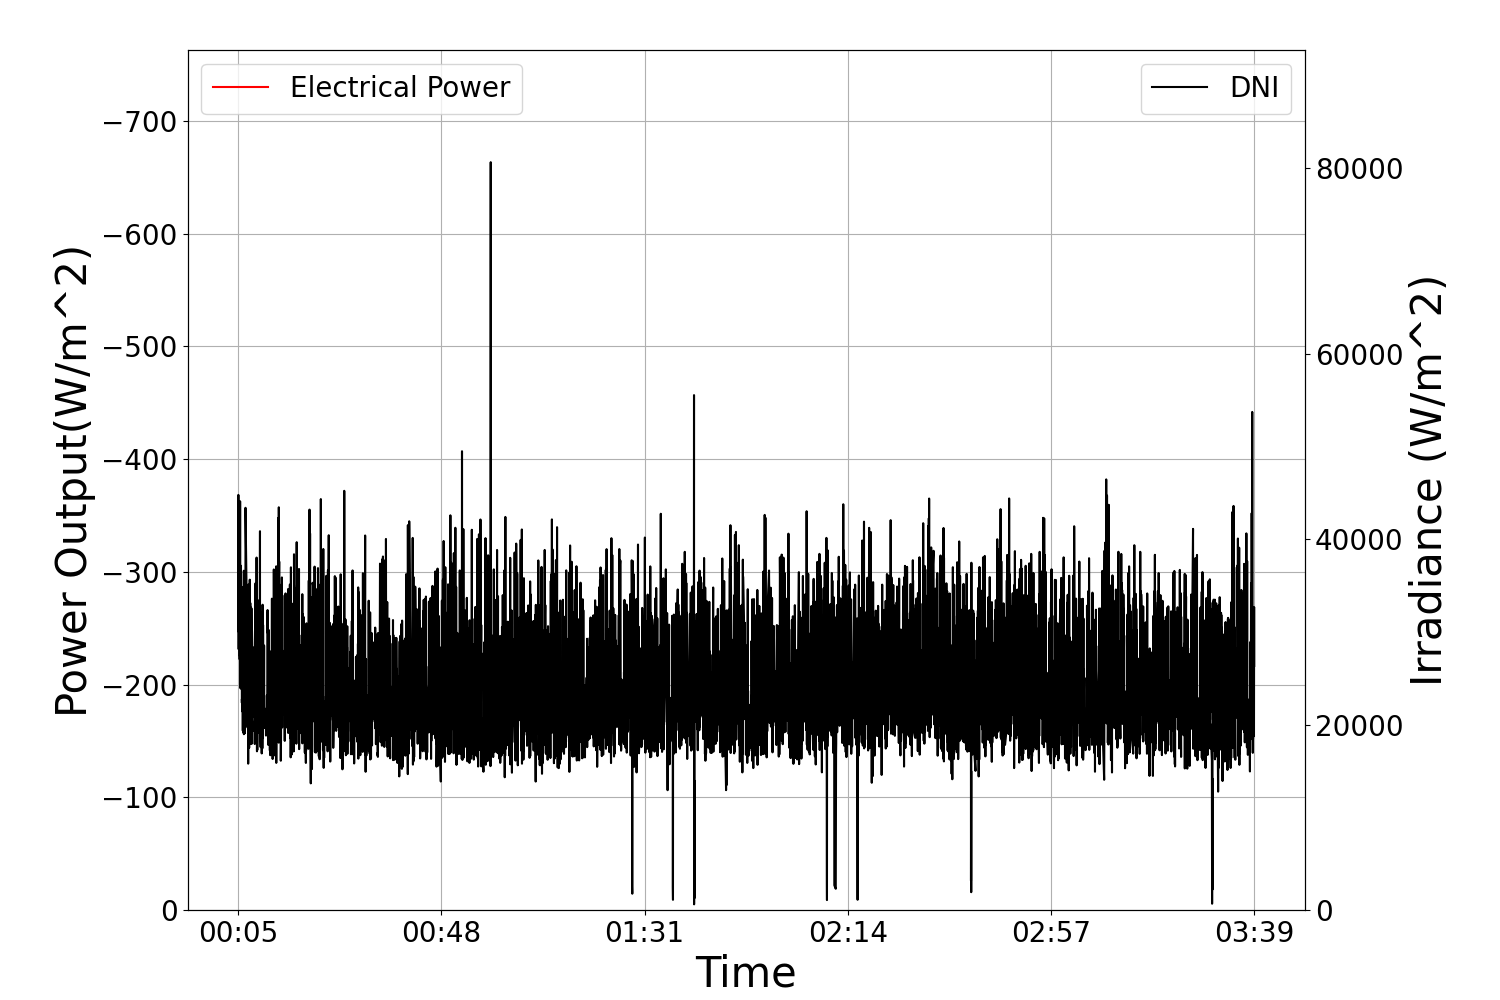 Electrical Power
DNI
Power Output(W/m^2)
−700
−600
−500
−400
−300
−200
−100
0
80000
60000
40000
20000
0
Irradiance (W/m^2)
00:05 00:48 01:31 02:14 02:57 03:39
Time